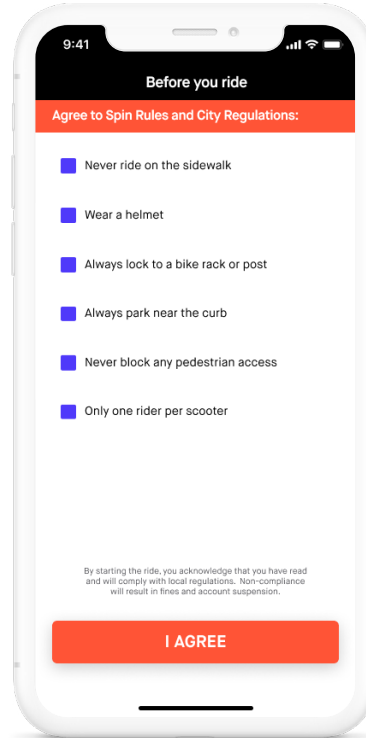 9:41
Before you ride
Agree to Spin Rules and City Regulations:
Never ride on the sidewalk
Wear a helmet
Always lock to a bike rack or post
Always park near the curb
Never block any pedestrian access
Only one rider per scooter
By starting the ride, you acknowledge that you have read
and will comply with local regulations. Non-compliance
will result in fines and account suspension.
I AGREE